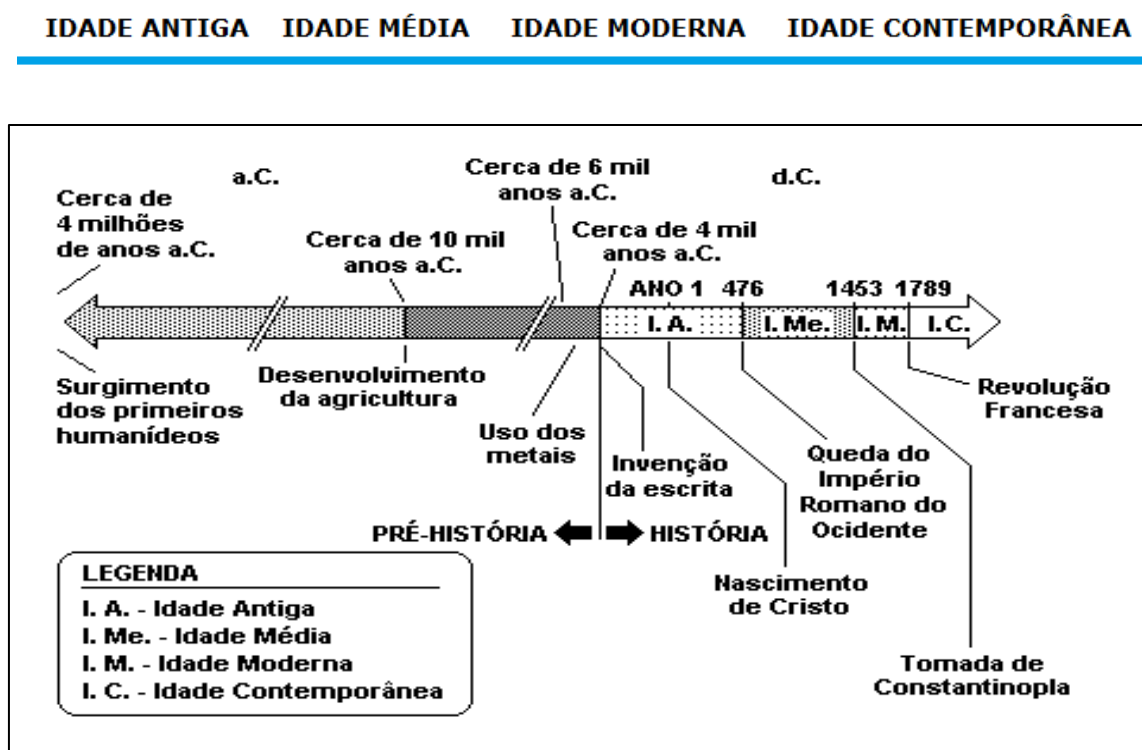 IDADE ANTIGA IDADE MÉDIA IDADE MODERNA IDADE CONTEMPORÂNEA
a.C.
d.C.
Cerca de
4 milhões
de anos a.C.
Cerca de 10 mil
anos a.C.
Cerca de 6 mil
anos a.C.
Cerca de 4 mil
anos a.C.
ANO 1 476 1453 1789
I. A. I. Me. I. M. I. C.
Surgimento
dos primeiros
humanídeos
Desenvolvimento
da agricultura
Uso dos
metais
Invenção
da escrita
Nascimento
de Cristo
Queda do
Império
Romano do
Ocidente
Tomada de
Constantinopla
Revolução
Francesa
PRÉ-HISTÓRIA HISTÓRIA
LEGENDA
I. A. - Idade Antiga
I. Me. - Idade Média
I. M. - Idade Moderna
I. C. - Idade Contemporânea